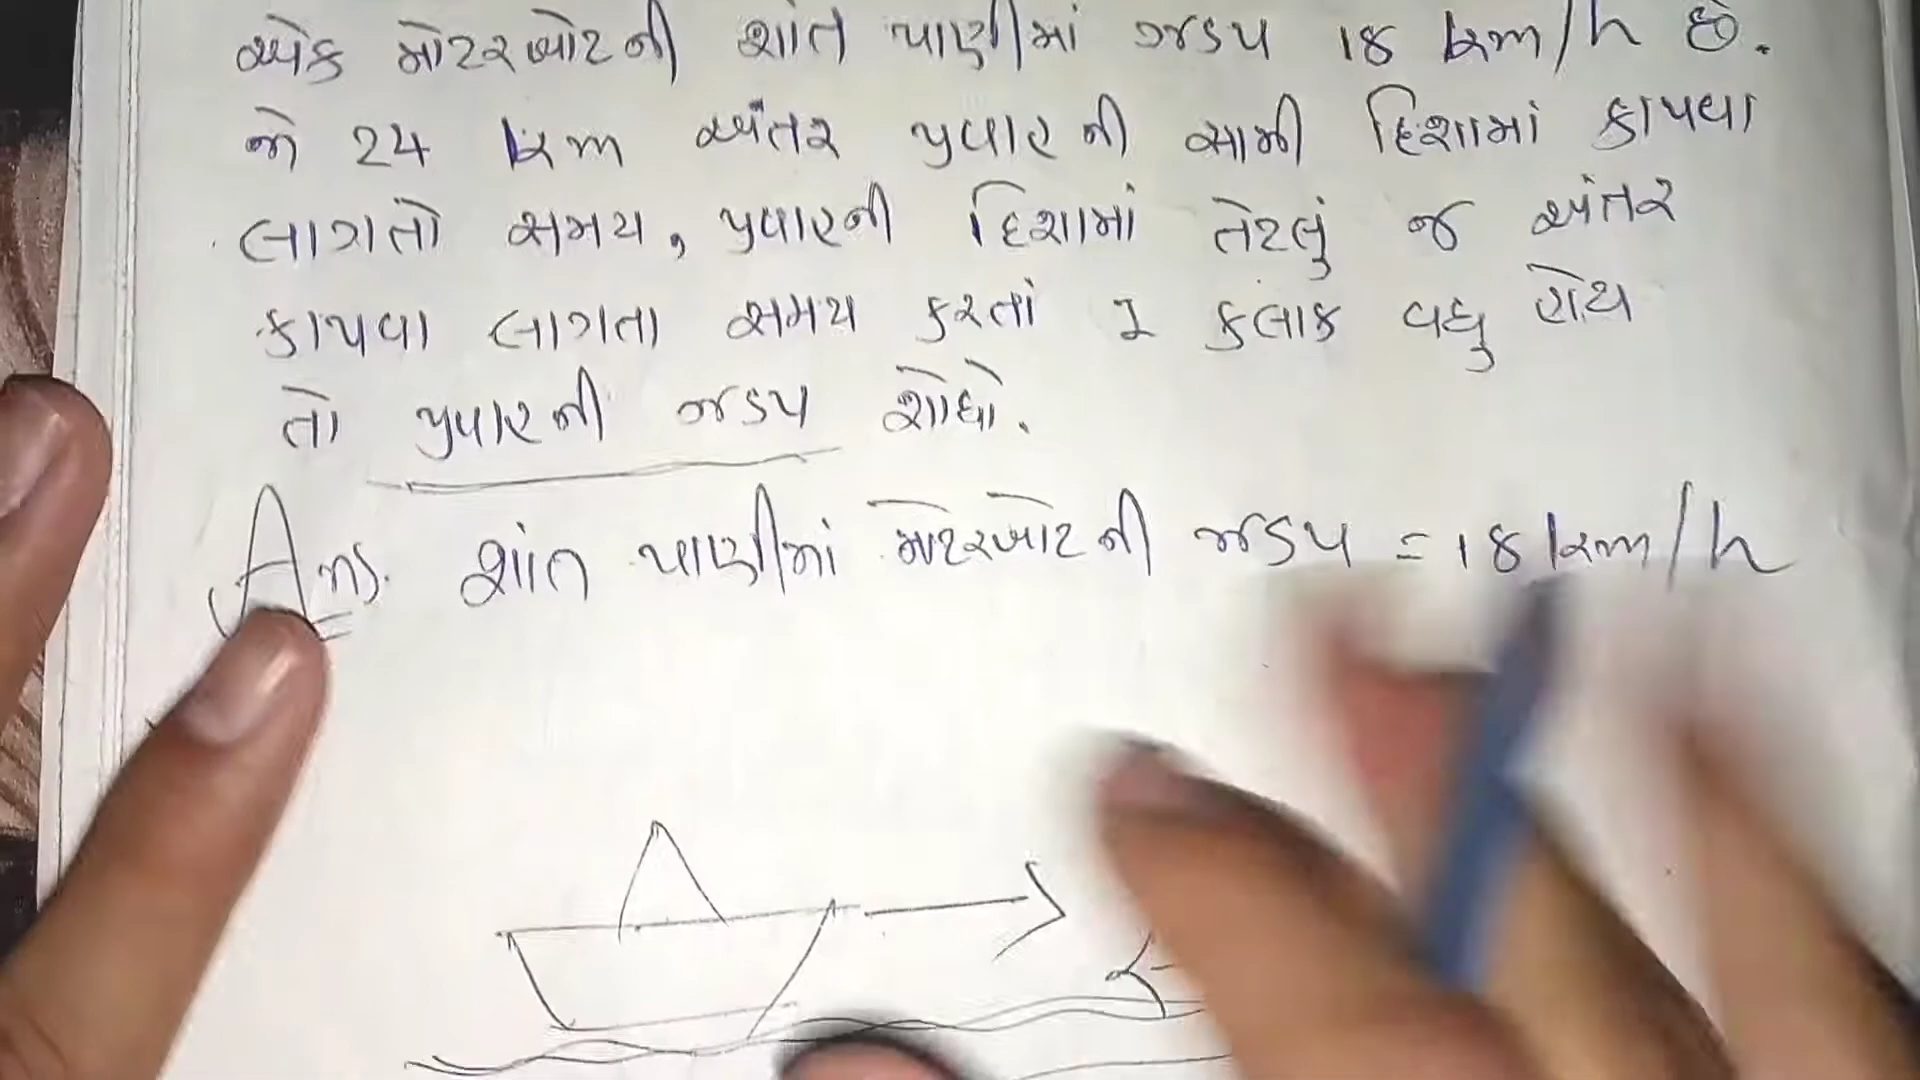 એક મોટરબોટની શાંત પાણીમાં ઝડપ 18 km/h છે.
જો 24 km અંતર પ્રવાહની સામી દિશામાં કાપવા
લાગતો સમય, પ્રવાહની દિશામાં તેટલું જ અંતર
કાપવા લાગતા સમય કરતાં 1 કલાક વધુ હોય
તો પ્રવાહની ઝડપ શોધો.
Ans. શાંત પાણીમાં મોટરબોટની ઝડપ = 18 km/h